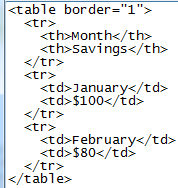 <table border="1">
  <tr>
    <th>Month</th>
    <th>Savings</th>
  </tr>
  <tr>
    <td>January</td>
    <td>$100</td>
  </tr>
  <tr>
    <td>February</td>
    <td>$80</td>
  </tr>
</table>